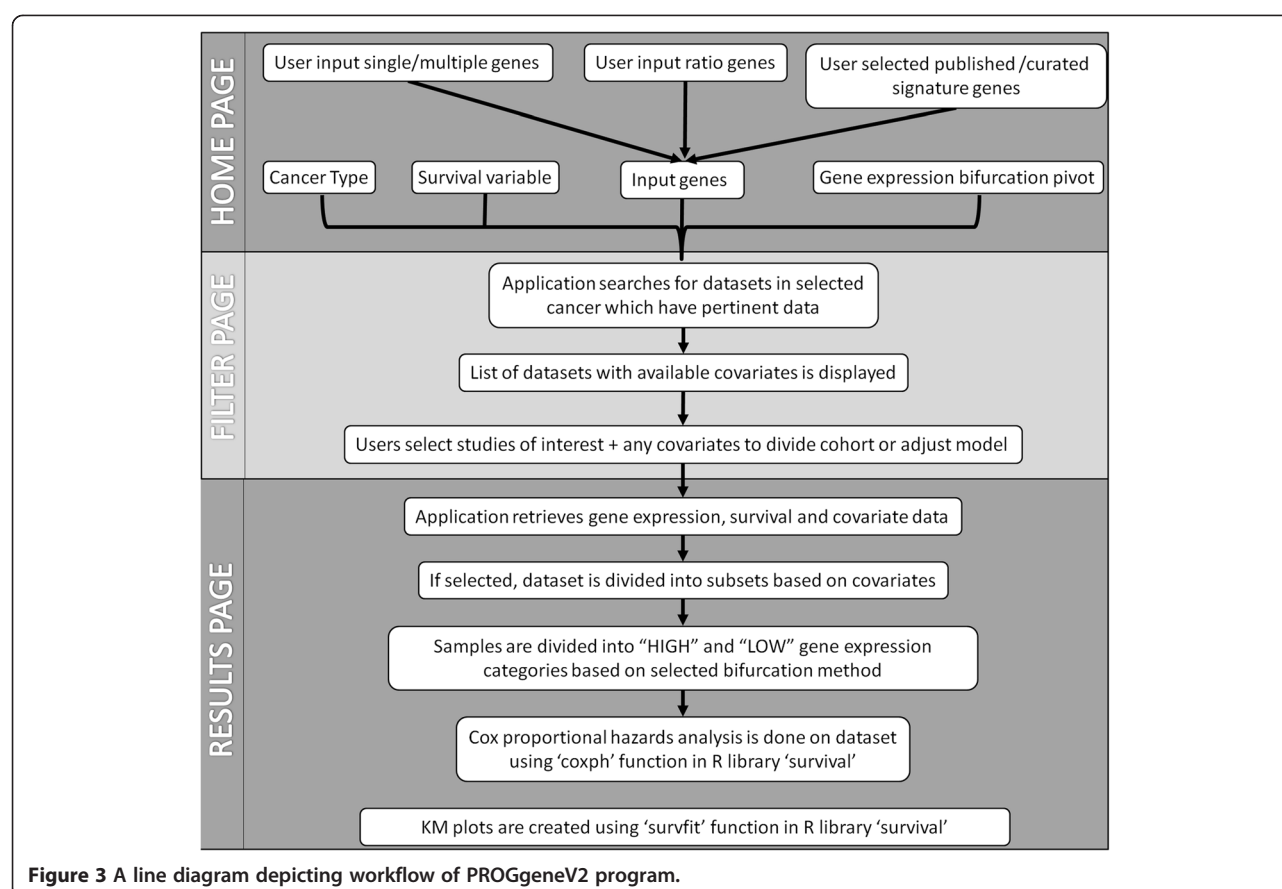 HOME PAGE
User input single/multiple genes
User input ratio genes
User selected published /curated
signature genes
Cancer Type
Survival variable
Input genes
Gene expression bifurcation pivot
FILTER PAGE
Application searches for datasets in selected
cancer which have pertinent data
List of datasets with available covariates is displayed
Users select studies of interest + any covariates to divide cohort or adjust model
RESULTS PAGE
Application retrieves gene expression, survival and covariate data
If selected, dataset is divided into subsets based on covariates
Samples are divided into “HIGH” and “LOW” gene expression
categories based on selected bifurcation method
Cox proportional hazards analysis is done on dataset
using ‘coxph’ function in R library ‘survival’
KM plots are created using ‘survfit’ function in R library ‘survival’
Figure 3 A line diagram depicting workflow of PROGgeneV2 program.